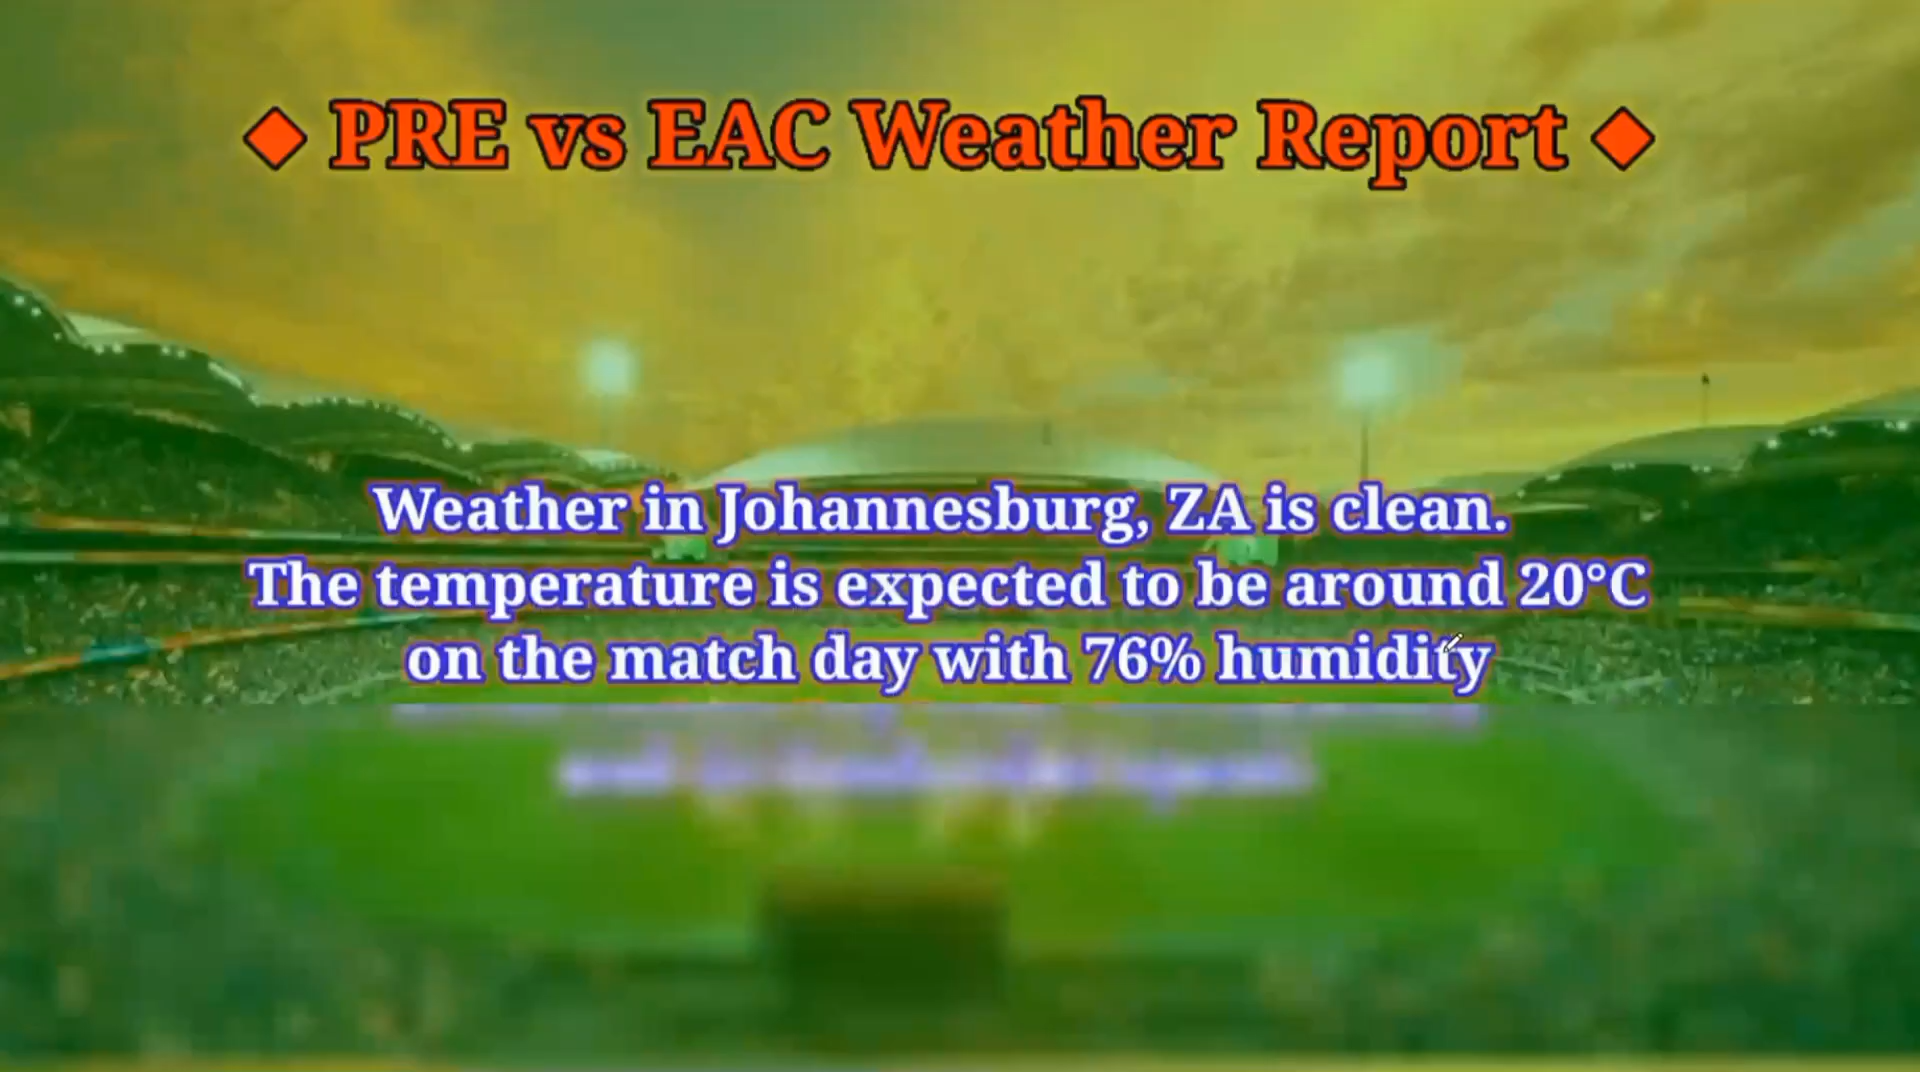 ◆ PRE vs EAC Weather Report ◆
Weather in Johannesburg, ZA is clean.
The temperature is expected to be around 20°C
on the match day with 76% humidity